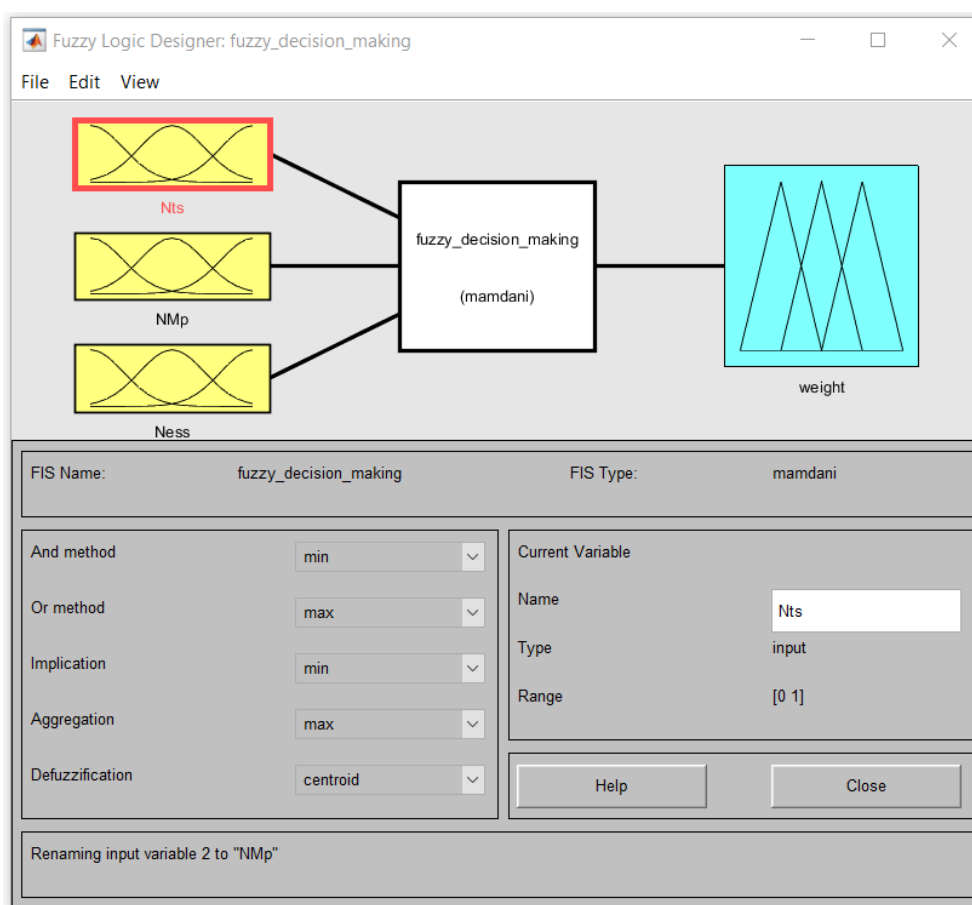 Fuzzy Logic Designer: fuzzy_decision_making
File Edit View
Nts
NMp
Ness
fuzzy_decision_making
(mamdani)
weight
FIS Name: fuzzy_decision_making FIS Type: mamdani
And method min
Or method max
Implication min
Aggregation max
Defuzzification centroid
Current Variable
Name Nts
Type input
Range [0 1]
Help Close
Renaming input variable 2 to "NMp"